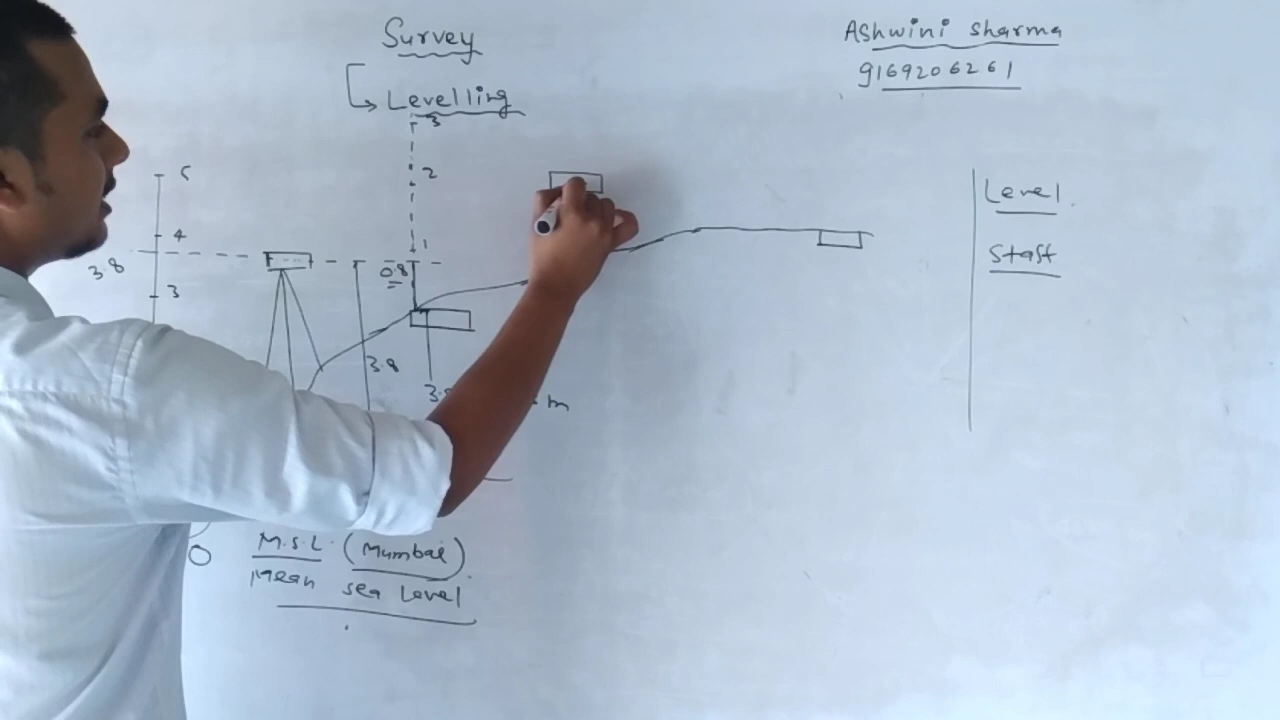 Survey
Levelling
Ashwini Sharma
9169206261
3
2
1
0.8
5
4
3.8
3
3.8
m
Level
Staff
0
M.S.L. (Mumbai)
Mean sea Level